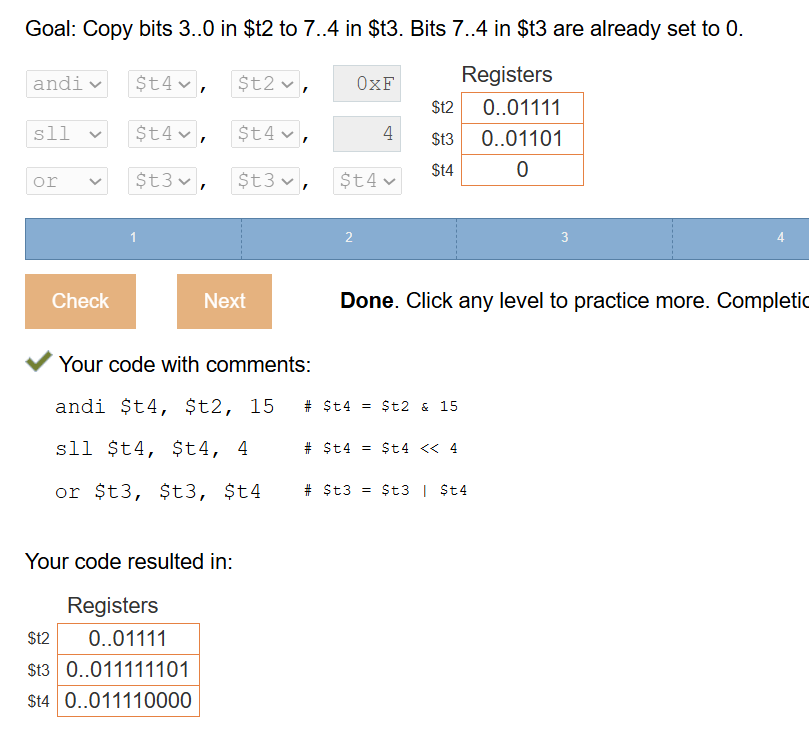 Goal: Copy bits 3..0 in $t2 to 7..4 in $t3. Bits 7..4 in $t3 are already set to 0.
Registers
andi $t4, $t2, 0xF
$t2 0..01111
sll $t4, $t4, 4
$t3 0..01101
or $t3, $t3, $t4
$t4 0
1 2 3 4
Check Next Done. Click any level to practice more.
Your code with comments:
andi $t4, $t2, 15 # $t4 = $t2 & 15
sll $t4, $t4, 4 # $t4 = $t4 << 4
or $t3, $t3, $t4 # $t3 = $t3 | $t4
Your code resulted in:
Registers
$t2 0..01111
$t3 0..011111101
$t4 0..011110000